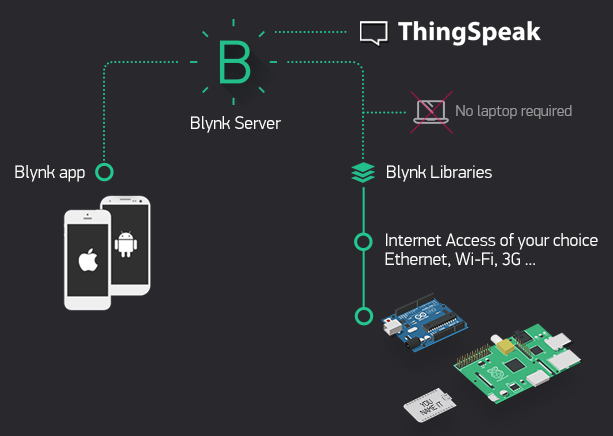 ThingSpeak
B
Blynk Server
No laptop required
Blynk app
Blynk Libraries
Internet Access of your choice
Ethernet, Wi-Fi, 3G ...
YOU
NAME IT